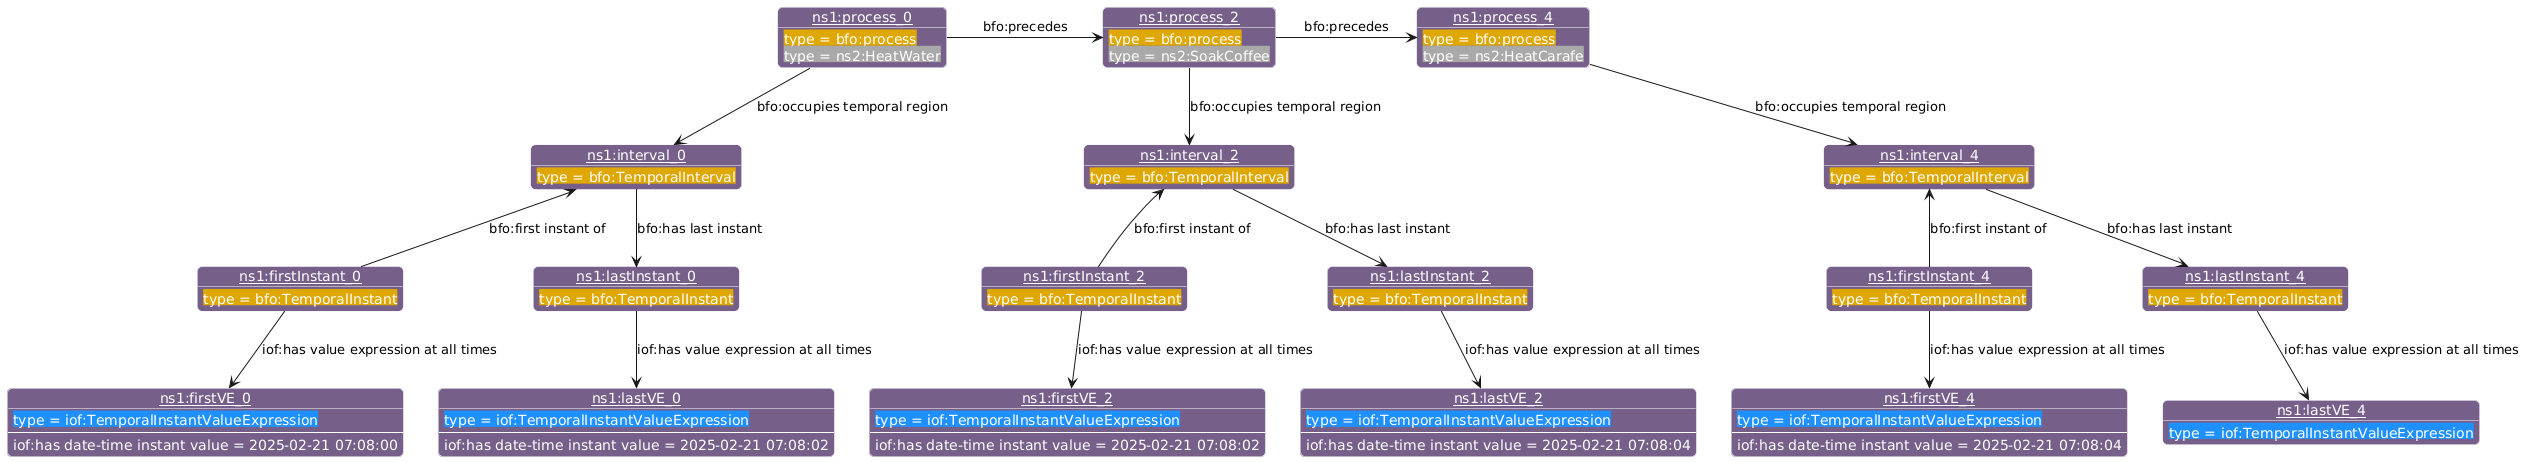 ns1:process_0
type = bfo:process
type = ns2:HeatWater
bfo:precedes
ns1:process_2
type = bfo:process
type = ns2:SoakCoffee
bfo:precedes
ns1:process_4
type = bfo:process
type = ns2:HeatCarafe
bfo:occupies temporal region
bfo:occupies temporal region
bfo:occupies temporal region
ns1:interval_0
type = bfo:TemporalInterval
ns1:interval_2
type = bfo:TemporalInterval
ns1:interval_4
type = bfo:TemporalInterval
bfo:first instant of
bfo:has last instant
bfo:first instant of
bfo:has last instant
bfo:first instant of
bfo:has last instant
ns1:firstInstant_0
type = bfo:TemporalInstant
ns1:lastInstant_0
type = bfo:TemporalInstant
ns1:firstInstant_2
type = bfo:TemporalInstant
ns1:lastInstant_2
type = bfo:TemporalInstant
ns1:firstInstant_4
type = bfo:TemporalInstant
ns1:lastInstant_4
type = bfo:TemporalInstant
iof:has value expression at all times
iof:has value expression at all times
iof:has value expression at all times
iof:has value expression at all times
iof:has value expression at all times
iof:has value expression at all times
ns1:firstVE_0
type = iof:TemporalInstantValueExpression
iof:has date-time instant value = 2025-02-21 07:08:00
ns1:lastVE_0
type = iof:TemporalInstantValueExpression
iof:has date-time instant value = 2025-02-21 07:08:02
ns1:firstVE_2
type = iof:TemporalInstantValueExpression
iof:has date-time instant value = 2025-02-21 07:08:02
ns1:lastVE_2
type = iof:TemporalInstantValueExpression
iof:has date-time instant value = 2025-02-21 07:08:04
ns1:firstVE_4
type = iof:TemporalInstantValueExpression
iof:has date-time instant value = 2025-02-21 07:08:04
ns1:lastVE_4
type = iof:TemporalInstantValueExpression